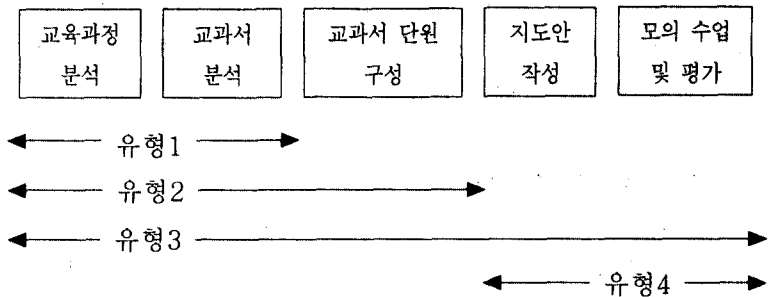 교육과정
분석
교과서
분석
교과서 단원
구성
지도안
작성
모의 수업
및 평가
유형1
유형2
유형3
유형4